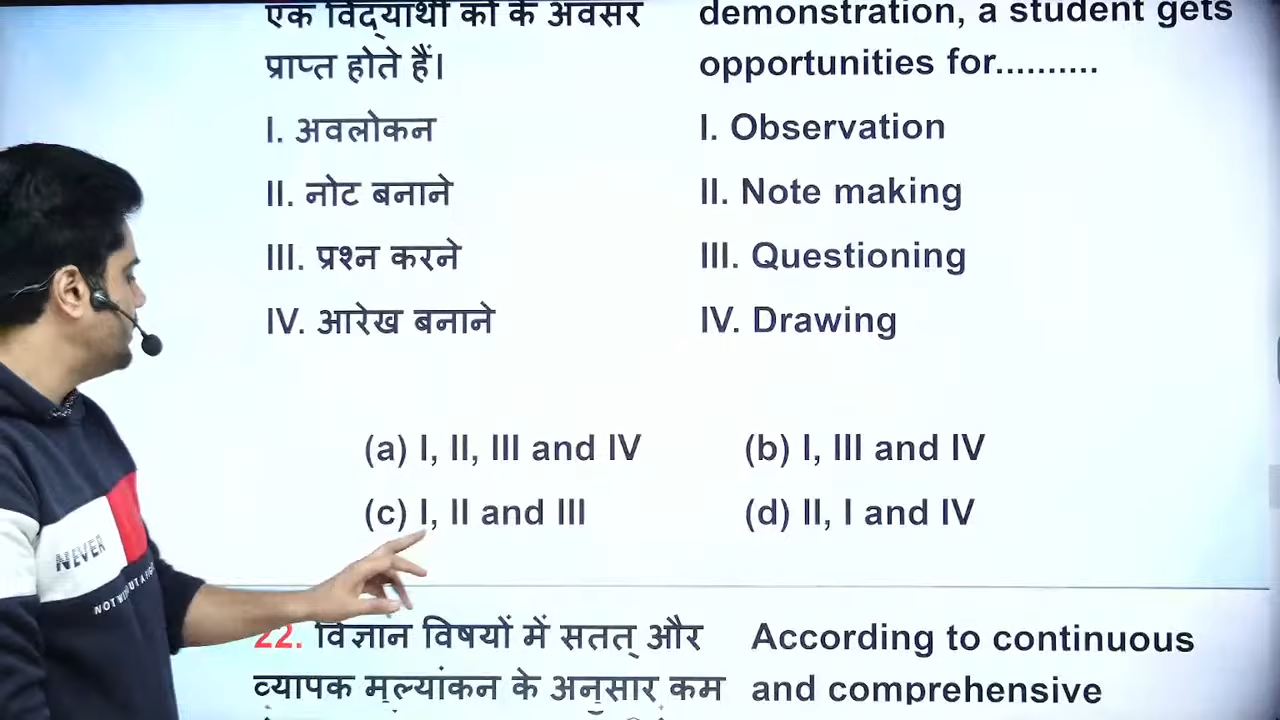 एक विद्यार्थी को के अवसर
प्राप्त होते हैं।
I. अवलोकन
II. नोट बनाने
III. प्रश्न करने
IV. आरेख बनाने
demonstration, a student gets
opportunities for..........
I. Observation
II. Note making
III. Questioning
IV. Drawing
(a) I, II, III and IV
(b) I, III and IV
(c) I, II and III
(d) II, I and IV
22. विज्ञान विषयों में सतत् और
व्यापक मूल्यांकन के अनुसार कम
According to continuous
and comprehensive
NEVER